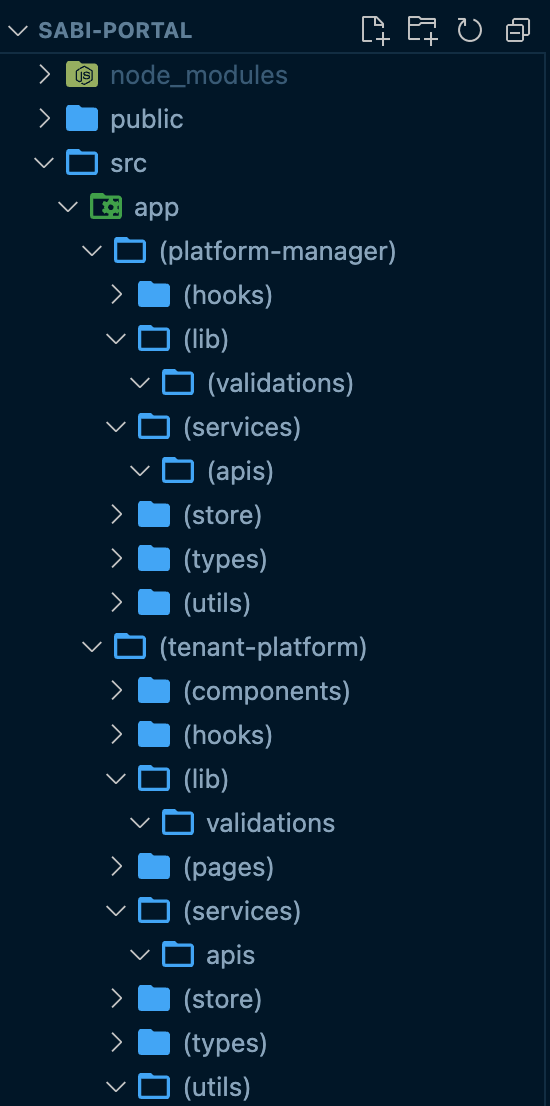 SABI-PORTAL
node_modules
public
src
app
(platform-manager)
(hooks)
(lib)
(validations)
(services)
(apis)
(store)
(types)
(utils)
(tenant-platform)
(components)
(hooks)
(lib)
validations
(pages)
(services)
apis
(store)
(types)
(utils)